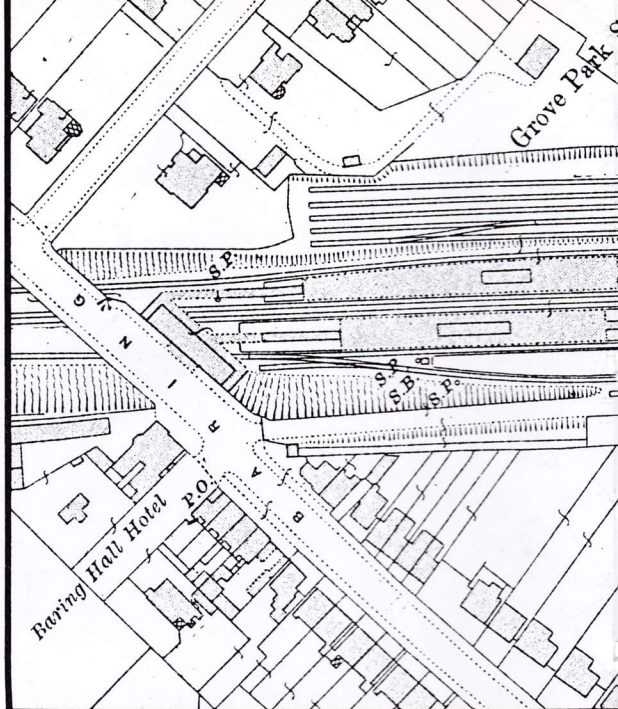 Grove Park S
S.P.
BARING
S.P.
S.B.
S.P.
P.O.
Baring Hall Hotel